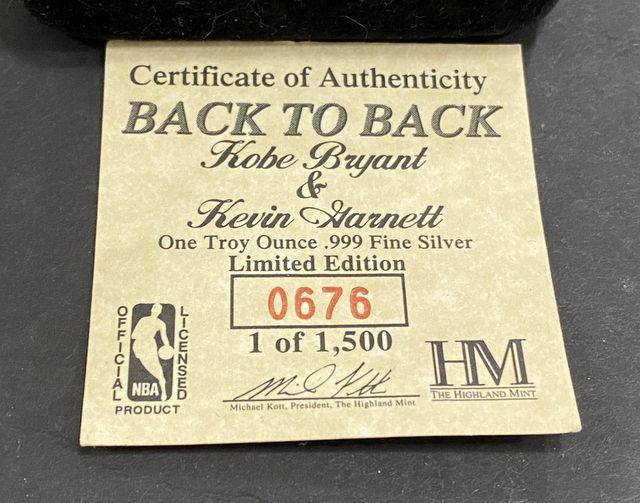 Certificate of Authenticity
BACK TO BACK
Kobe Bryant
&
Kevin Garnett
One Troy Ounce .999 Fine Silver
Limited Edition
0676
1 of 1,500
OFFICIAL
NBA
LICENSED
PRODUCT
Michael Kott, President, The Highland Mint
HM
THE HIGHLAND MINT